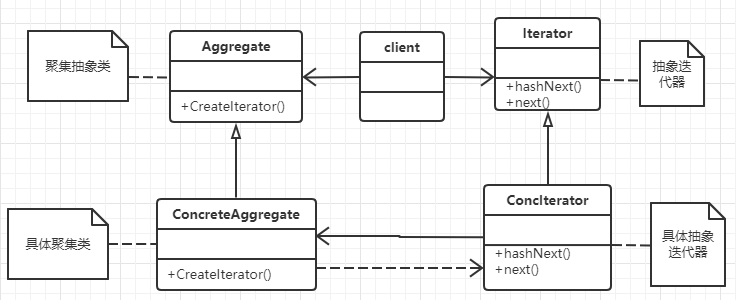 聚集抽象类
Aggregate
+CreateIterator()
client
Iterator
+hashNext()
+next()
抽象迭
代器
具体聚集类
ConcreteAggregate
+CreateIterator()
ConcIterator
+hashNext()
+next()
具体抽象
迭代器